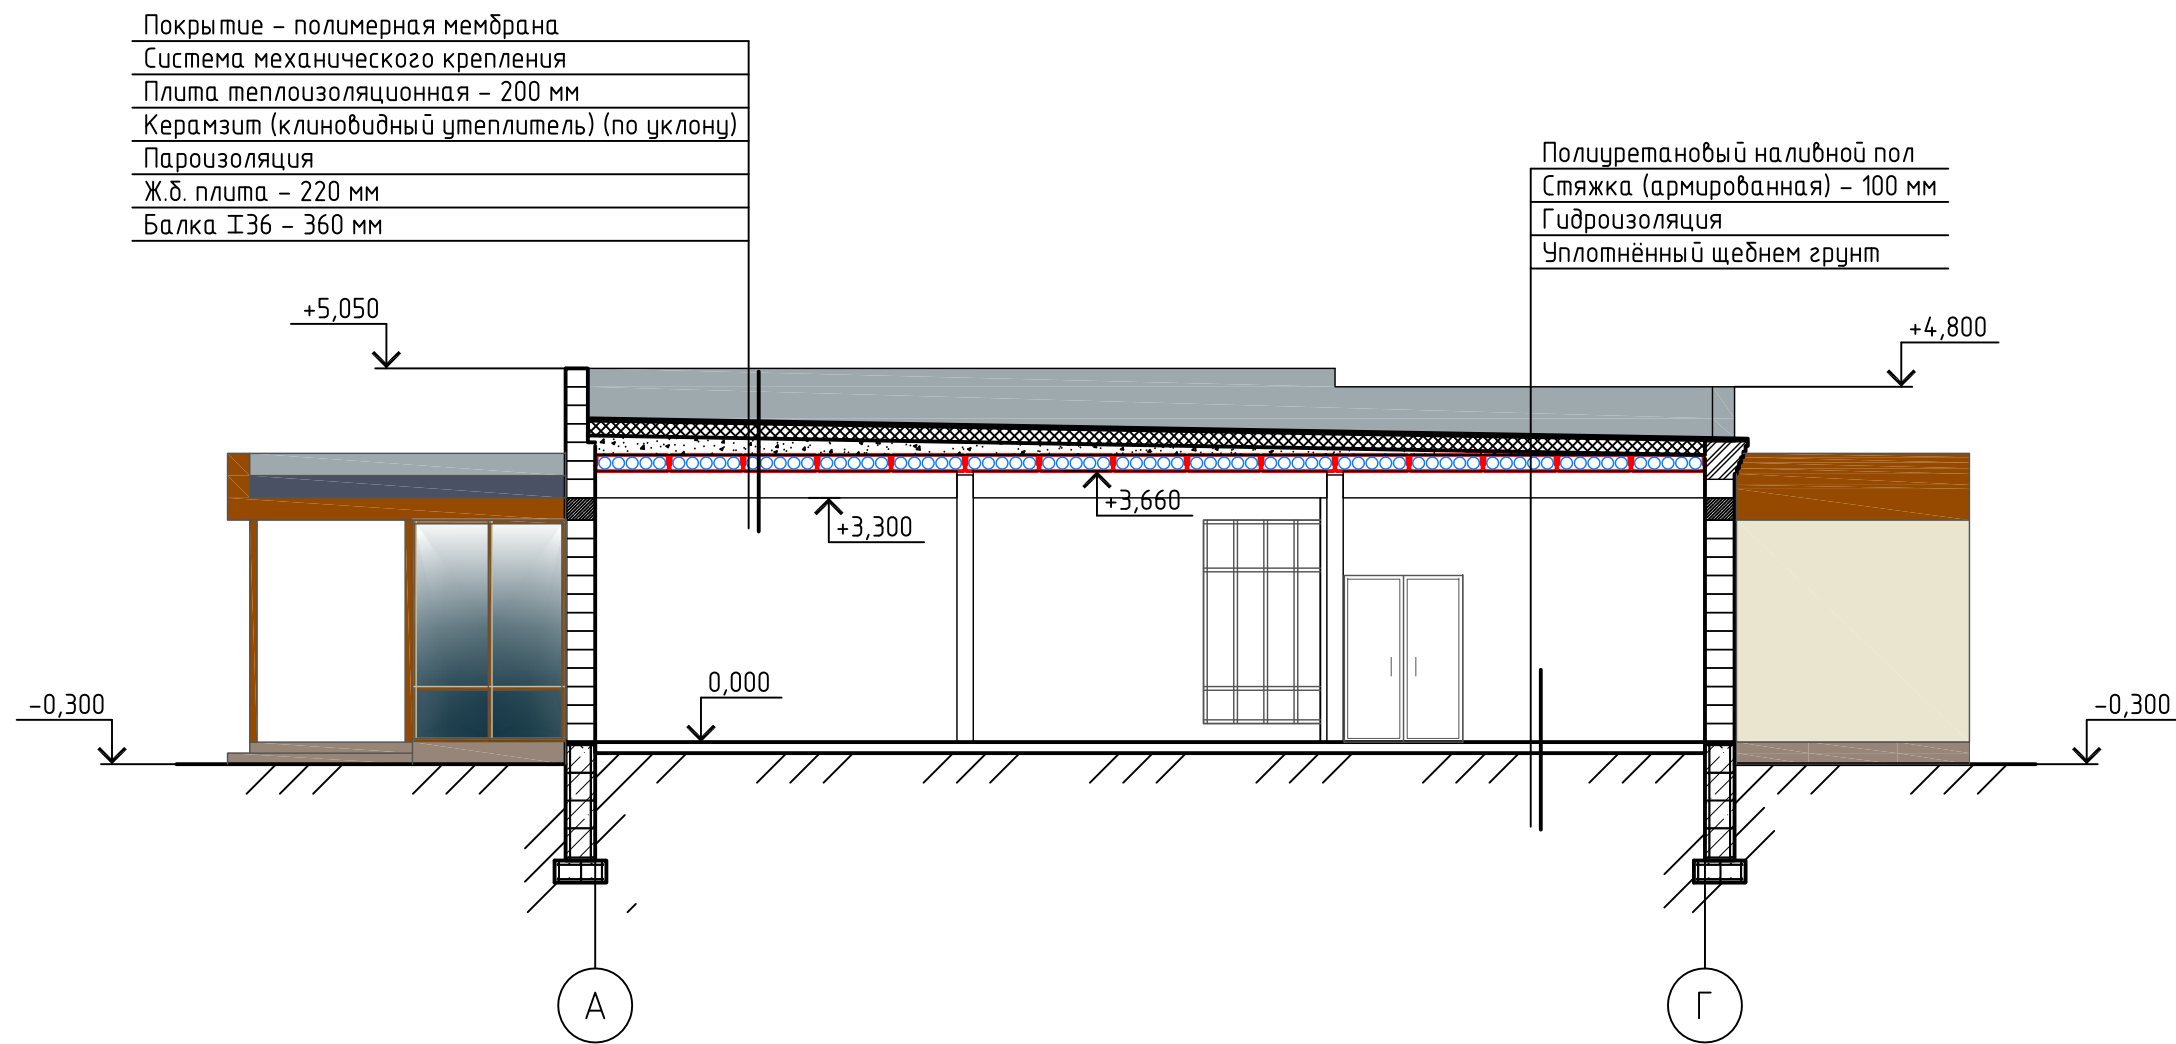 Покрытие – полимерная мембрана
Система механического крепления
Плита теплоизоляционная – 200 мм
Керамзит (клиновидный утеплитель) (по уклону)
Пароизоляция
Ж.б. плита – 220 мм
Балка Ɪ36 – 360 мм
Полиуретановый наливной пол
Стяжка (армированная) – 100 мм
Гидроизоляция
Уплотнённый щебнем грунт
+5,050
+4,800
+3,660
+3,300
0,000
-0,300
-0,300
А
Г